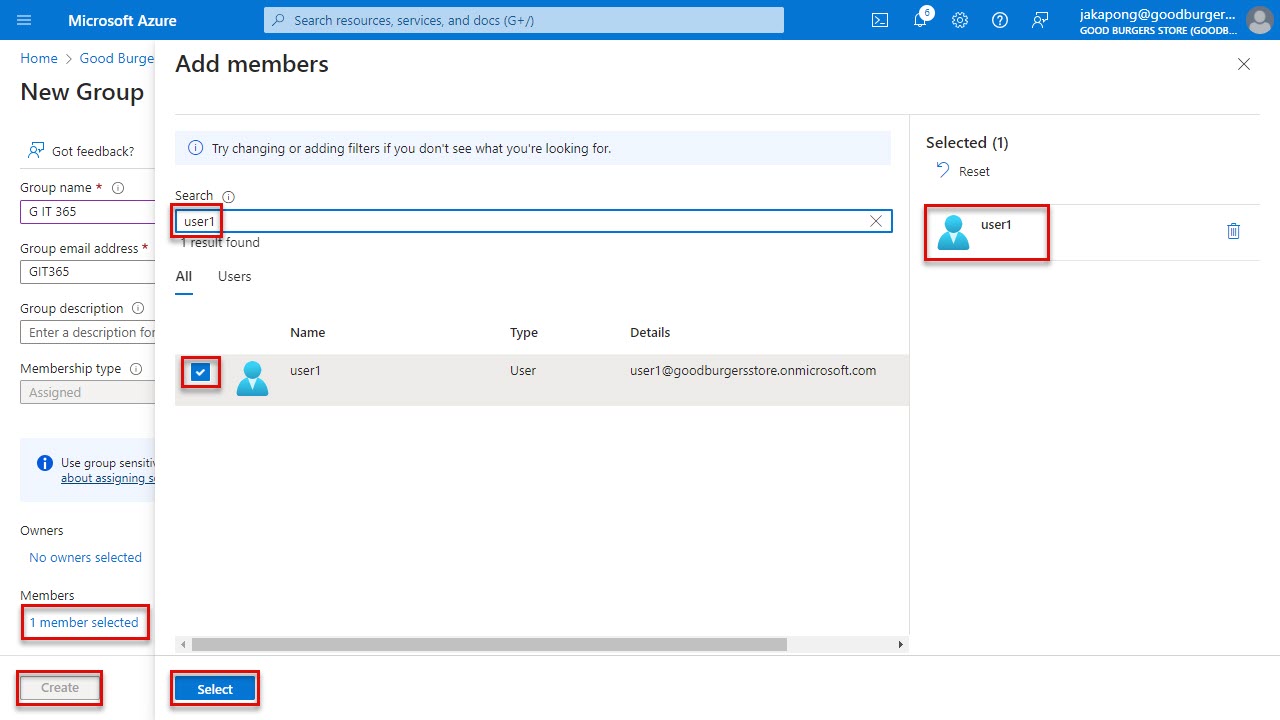 Microsoft Azure
Search resources, services, and docs (G+/)
6
jakapong@goodburger...
GOOD BURGERS STORE (GOODB...
Home > Good Burge
New Group
Got feedback?
Group name *
G IT 365
Group email address *
GIT365
Group description
Enter a description for
Membership type
Assigned
Use group sensitiv
about assigning se
Owners
No owners selected
Members
1 member selected
Create
Add members
Try changing or adding filters if you don't see what you're looking for.
Search
user1
1 result found
All Users
Name Type Details
user1 User user1@goodburgersstore.onmicrosoft.com
Select
Selected (1)
Reset
user1